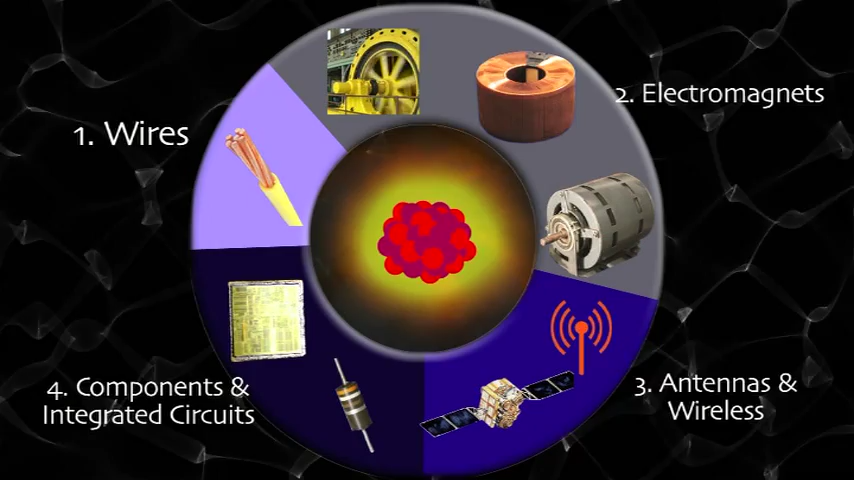 1. Wires
2. Electromagnets
3. Antennas &
Wireless
4. Components &
Integrated Circuits